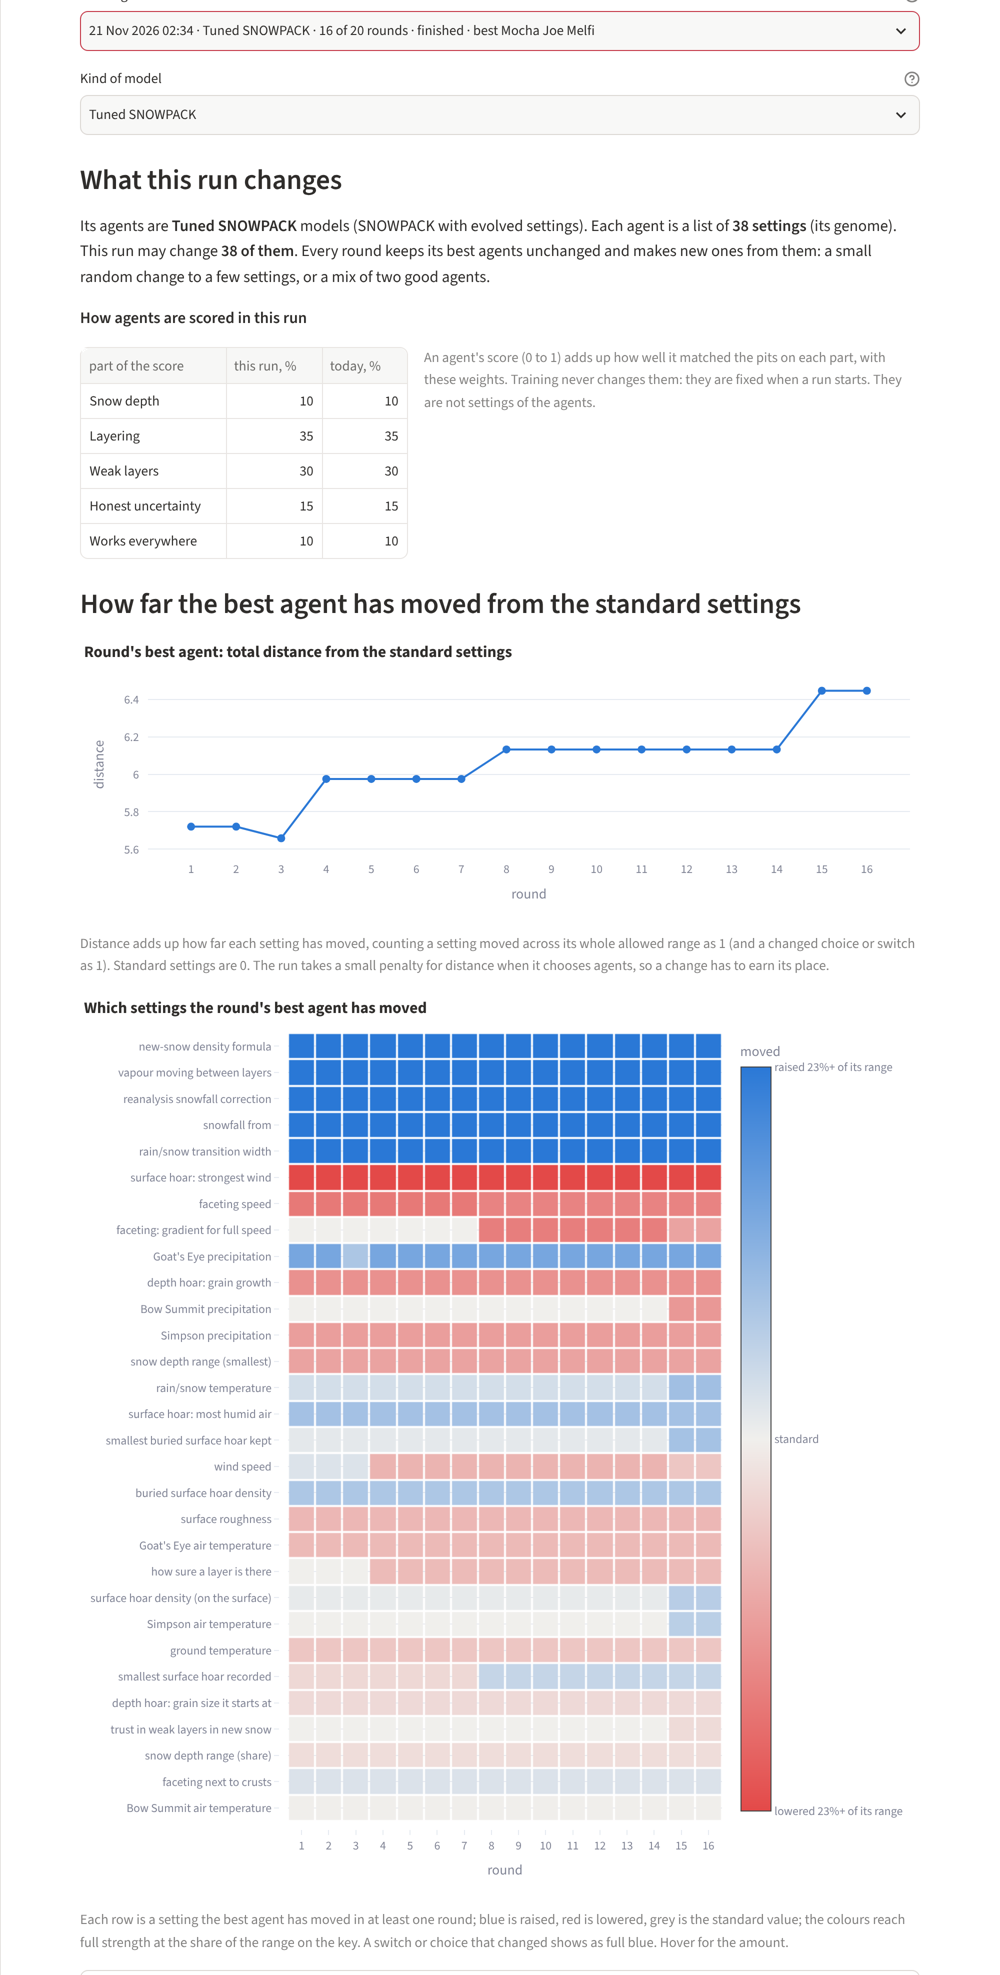 21 Nov 2026 02:34 · Tuned SNOWPACK · 16 of 20 rounds · finished · best Mocha Joe Melfi
Kind of model
Tuned SNOWPACK
What this run changes
Its agents are Tuned SNOWPACK models (SNOWPACK with evolved settings). Each agent is a list of 38 settings (its genome).
This run may change 38 of them. Every round keeps its best agents unchanged and makes new ones from them: a small
random change to a few settings, or a mix of two good agents.
How agents are scored in this run
part of the score this run, % today, %
Snow depth 10 10
Layering 35 35
Weak layers 30 30
Honest uncertainty 15 15
Works everywhere 10 10
An agent's score (0 to 1) adds up how well it matched the pits on each part, with
these weights. Training never changes them: they are fixed when a run starts. They
are not settings of the agents.
How far the best agent has moved from the standard settings
Round's best agent: total distance from the standard settings
distance
6.4
6.2
6
5.8
5.6
1 2 3 4 5 6 7 8 9 10 11 12 13 14 15 16
round
Distance adds up how far each setting has moved, counting a setting moved across its whole allowed range as 1 (and a changed choice or switch
as 1). Standard settings are 0. The run takes a small penalty for distance when it chooses agents, so a change has to earn its place.
Which settings the round's best agent has moved
new-snow density formula
vapour moving between layers
reanalysis snowfall correction
snowfall from
rain/snow transition width
surface hoar: strongest wind
faceting speed
faceting: gradient for full speed
Goat's Eye precipitation
depth hoar: grain growth
Bow Summit precipitation
Simpson precipitation
snow depth range (smallest)
rain/snow temperature
surface hoar: most humid air
smallest buried surface hoar kept
wind speed
buried surface hoar density
surface roughness
Goat's Eye air temperature
how sure a layer is there
surface hoar density (on the surface)
Simpson air temperature
ground temperature
smallest surface hoar recorded
depth hoar: grain size it starts at
trust in weak layers in new snow
snow depth range (share)
faceting next to crusts
Bow Summit air temperature
1 2 3 4 5 6 7 8 9 10 11 12 13 14 15 16
round
moved
raised 23%+ of its range
standard
lowered 23%+ of its range
Each row is a setting the best agent has moved in at least one round; blue is raised, red is lowered, grey is the standard value; the colours reach
full strength at the share of the range on the key. A switch or choice that changed shows as full blue. Hover for the amount.